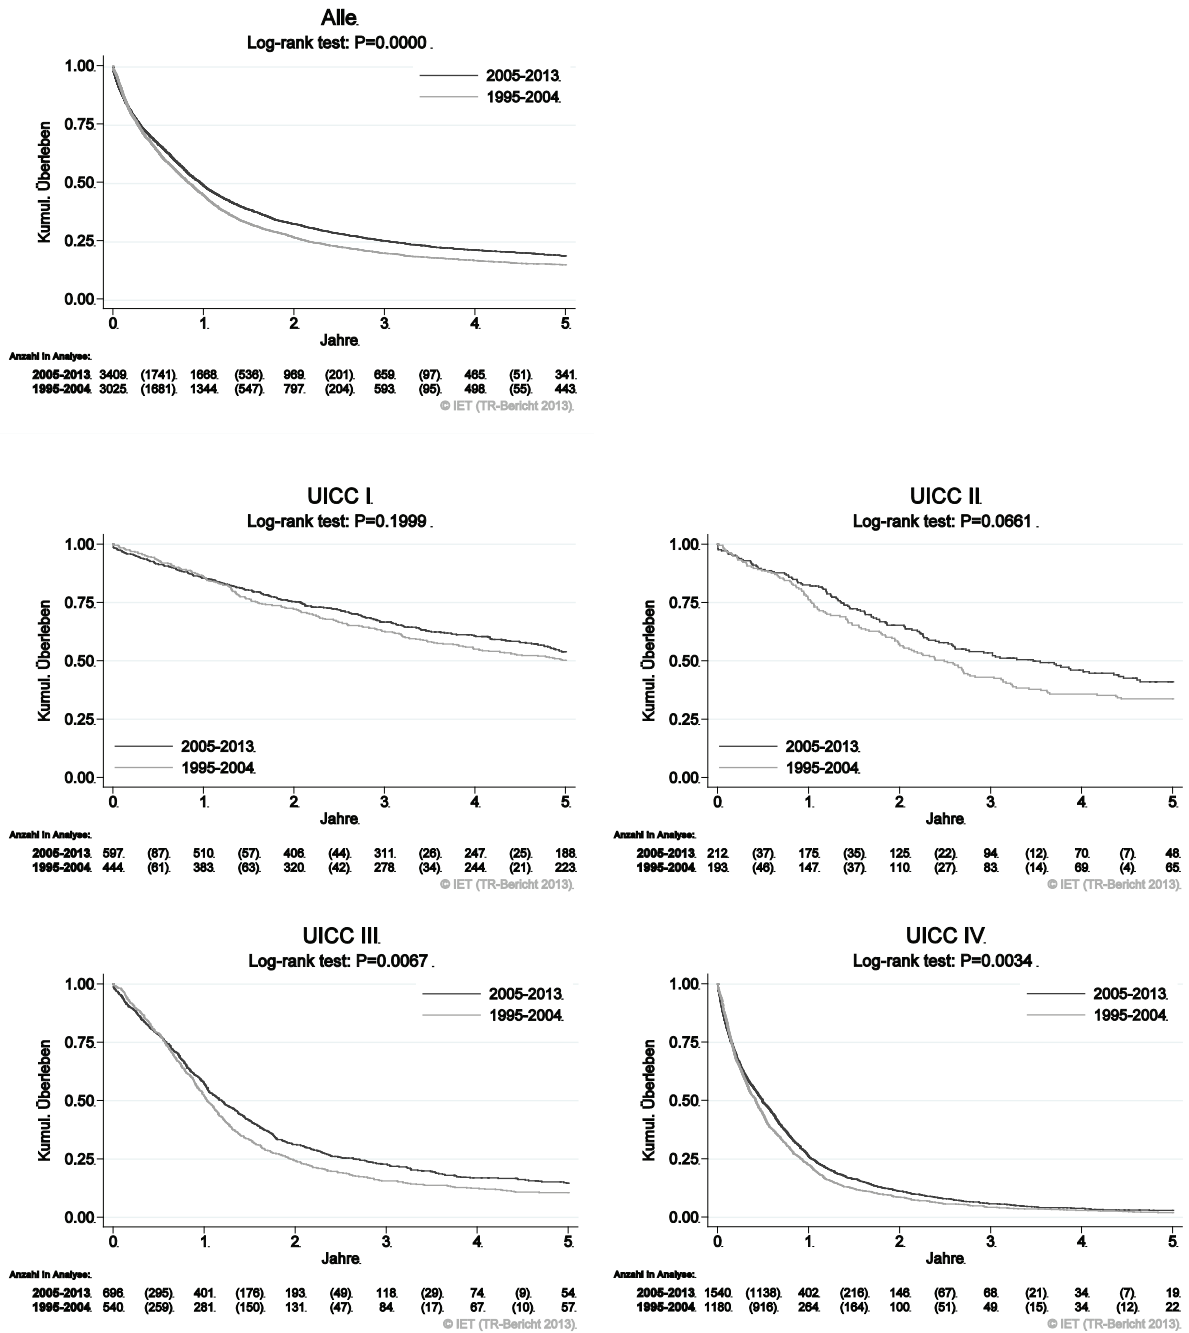 Alle.
Log-rank test: P=0.0000 .
2005-2013.
1995-2004.
Kumul. Überleben
1.00.
0.75.
0.50.
0.25.
0.00.
0. 1. 2. 3. 4. 5.
Jahre.
Anzahl in Analyse:.
2005-2013. 3409. (1741). 1668. (536). 969. (201). 659. (97). 465. (51). 341.
1995-2004. 3025. (1681). 1344. (547). 797. (204). 593. (95). 498. (55). 443.
© IET (TR-Bericht 2013).
UICC I.
Log-rank test: P=0.1999 .
Kumul. Überleben
1.00.
0.75.
0.50.
0.25.
0.00.
2005-2013.
1995-2004.
0. 1. 2. 3. 4. 5.
Jahre.
Anzahl in Analyse:.
2005-2013. 597. (87). 510. (57). 406. (44). 311. (26). 247. (25). 188.
1995-2004. 444. (61). 383. (63). 320. (42). 278. (34). 244. (21). 223.
© IET (TR-Bericht 2013).
UICC II.
Log-rank test: P=0.0661 .
Kumul. Überleben
1.00.
0.75.
0.50.
0.25.
0.00.
2005-2013.
1995-2004.
0. 1. 2. 3. 4. 5.
Jahre.
Anzahl in Analyse:.
2005-2013. 212. (37). 175. (35). 125. (22). 94. (12). 70. (7). 48.
1995-2004. 193. (46). 147. (37). 110. (27). 83. (14). 69. (4). 65.
© IET (TR-Bericht 2013).
UICC III.
Log-rank test: P=0.0067 .
2005-2013.
1995-2004.
Kumul. Überleben
1.00.
0.75.
0.50.
0.25.
0.00.
0. 1. 2. 3. 4. 5.
Jahre.
Anzahl in Analyse:.
2005-2013. 696. (295). 401. (176). 193. (49). 118. (29). 74. (9). 54.
1995-2004. 540. (259). 281. (150). 131. (47). 84. (17). 67. (10). 57.
© IET (TR-Bericht 2013).
UICC IV.
Log-rank test: P=0.0034 .
2005-2013.
1995-2004.
Kumul. Überleben
1.00.
0.75.
0.50.
0.25.
0.00.
0. 1. 2. 3. 4. 5.
Jahre.
Anzahl in Analyse:.
2005-2013. 1540. (1138). 402. (216). 146. (67). 68. (21). 34. (7). 19.
1995-2004. 1180. (916). 264. (164). 100. (51). 49. (15). 34. (12). 22.
© IET (TR-Bericht 2013).